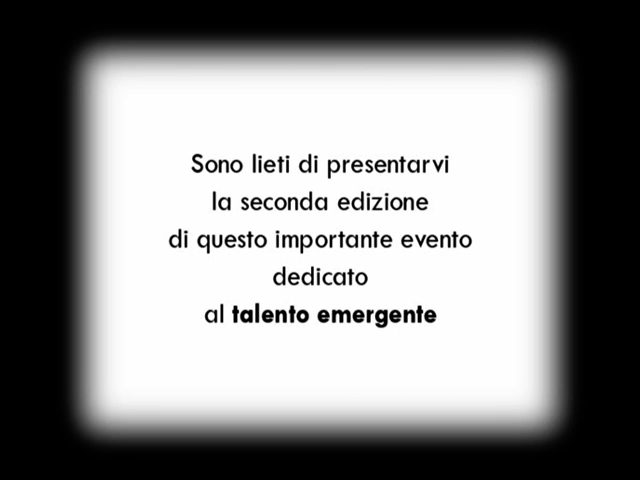 Sono lieti di presentarvi
la seconda edizione
di questo importante evento
dedicato
al talento emergente